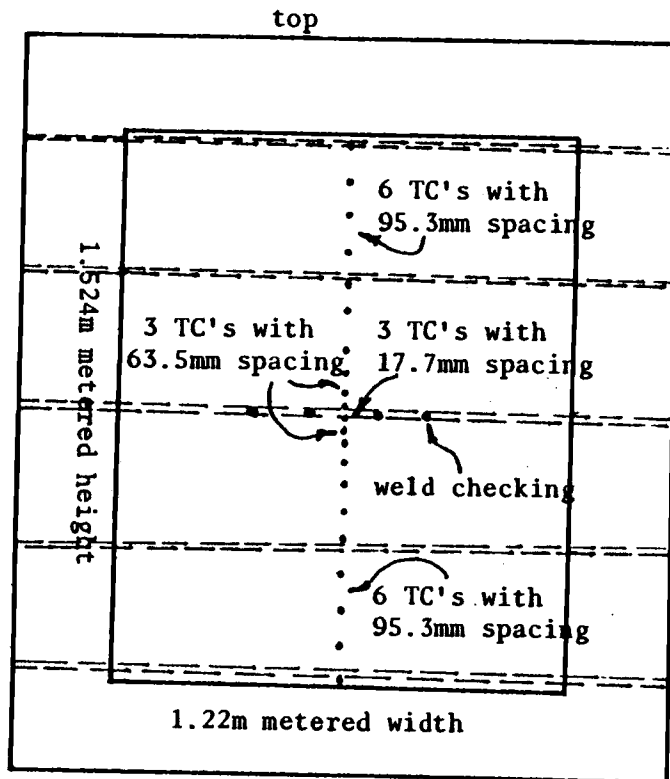 top
6 TC's with
95.3mm spacing
1.524m metered height
3 TC's with
63.5mm spacing
3 TC's with
17.7mm spacing
weld checking
6 TC's with
95.3mm spacing
1.22m metered width